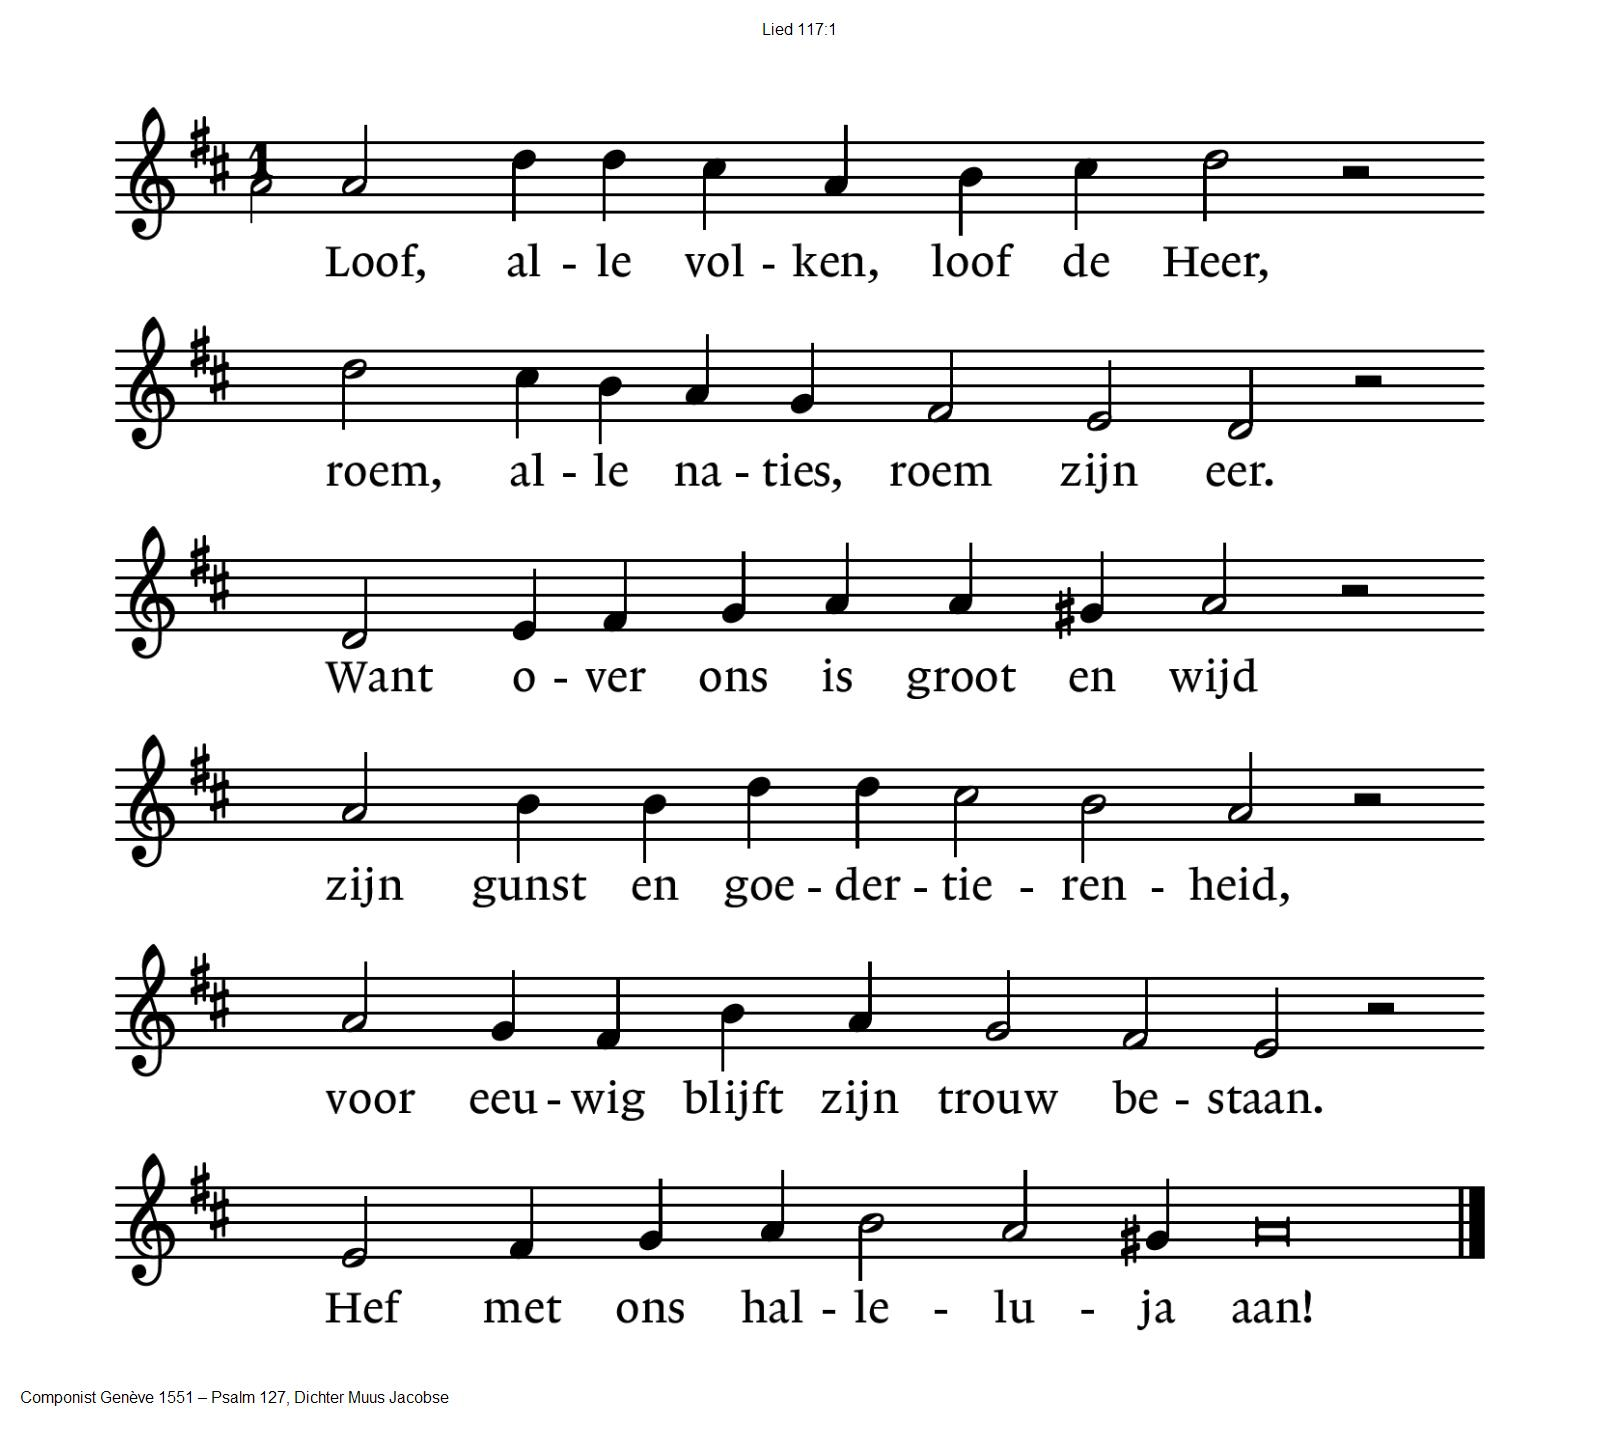 Lied 117:1
1
Loof, al - le vol - ken, loof de Heer,
roem, al - le na - ties, roem zijn eer.
Want o - ver ons is groot en wijd
zijn gunst en goe - der - tie - ren - heid,
voor eeu - wig blijft zijn trouw be - staan.
Hef met ons hal - le - lu - ja aan!
Componist Genève 1551 – Psalm 127, Dichter Muus Jacobse